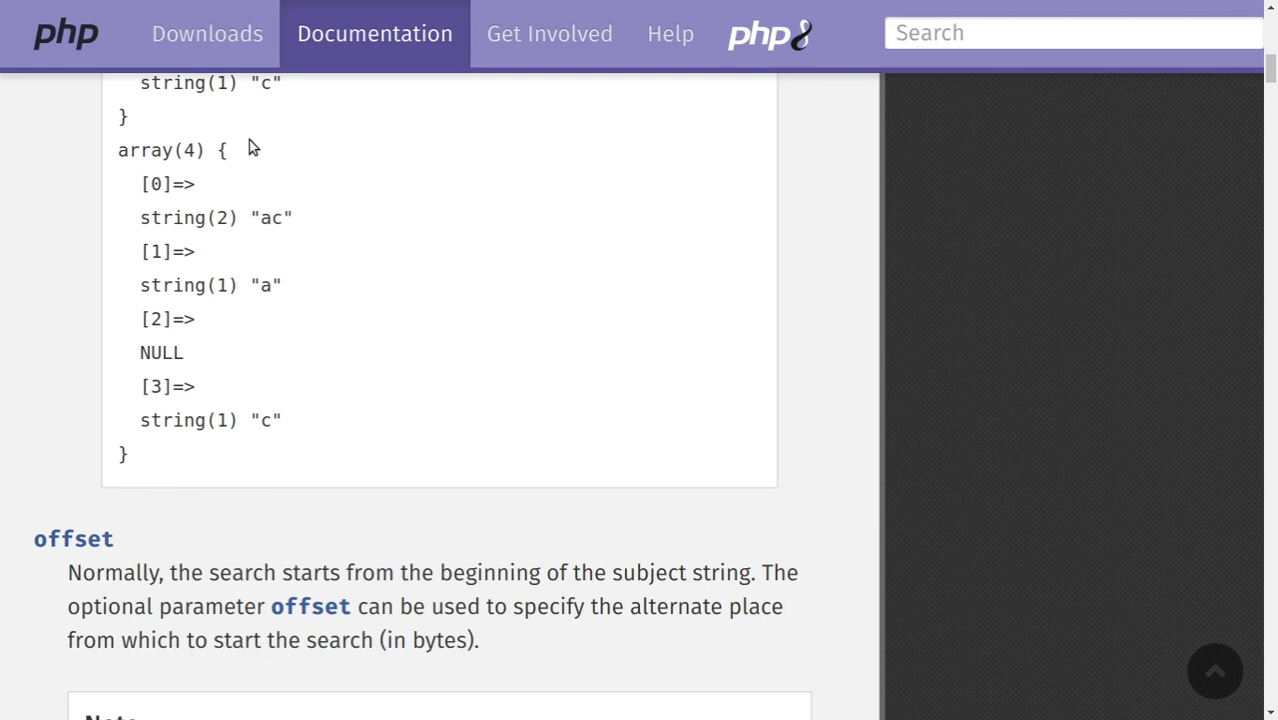 php Downloads Documentation Get Involved Help php8 Search
string(1) "c"
}
array(4) {
[0]=>
string(2) "ac"
[1]=>
string(1) "a"
[2]=>
NULL
[3]=>
string(1) "c"
}
offset
Normally, the search starts from the beginning of the subject string. The
optional parameter offset can be used to specify the alternate place
from which to start the search (in bytes).
Note